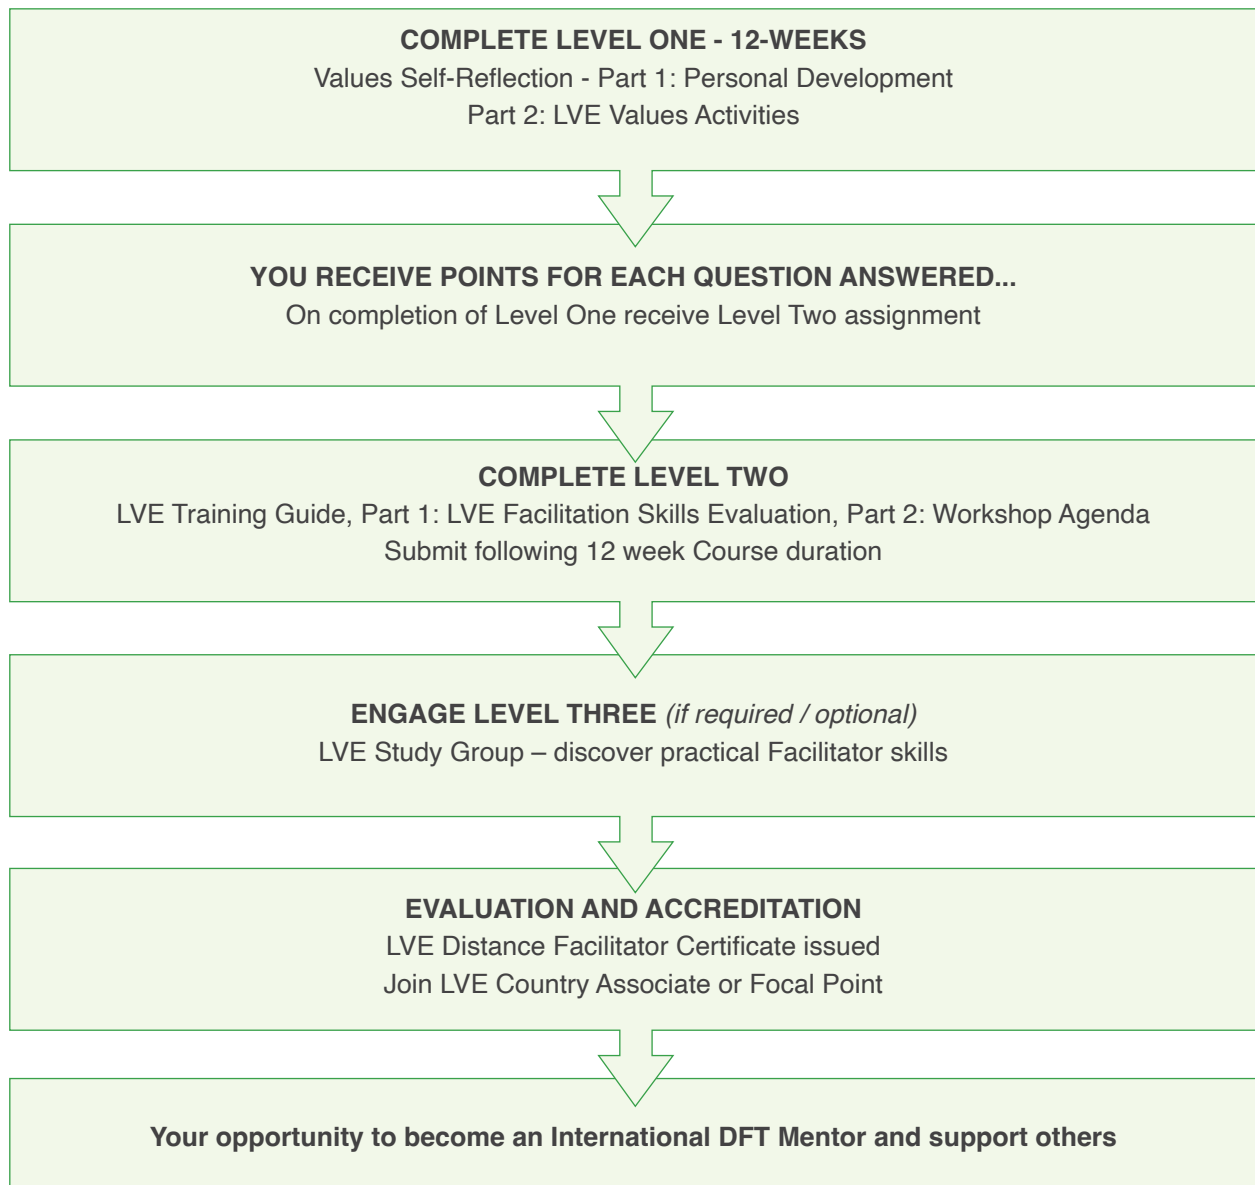 COMPLETE LEVEL ONE - 12-WEEKS
Values Self-Reflection - Part 1: Personal Development
Part 2: LVE Values Activities
YOU RECEIVE POINTS FOR EACH QUESTION ANSWERED...
On completion of Level One receive Level Two assignment
COMPLETE LEVEL TWO
LVE Training Guide, Part 1: LVE Facilitation Skills Evaluation, Part 2: Workshop Agenda
Submit following 12 week Course duration
ENGAGE LEVEL THREE (if required / optional)
LVE Study Group – discover practical Facilitator skills
EVALUATION AND ACCREDITATION
LVE Distance Facilitator Certificate issued
Join LVE Country Associate or Focal Point
Your opportunity to become an International DFT Mentor and support others